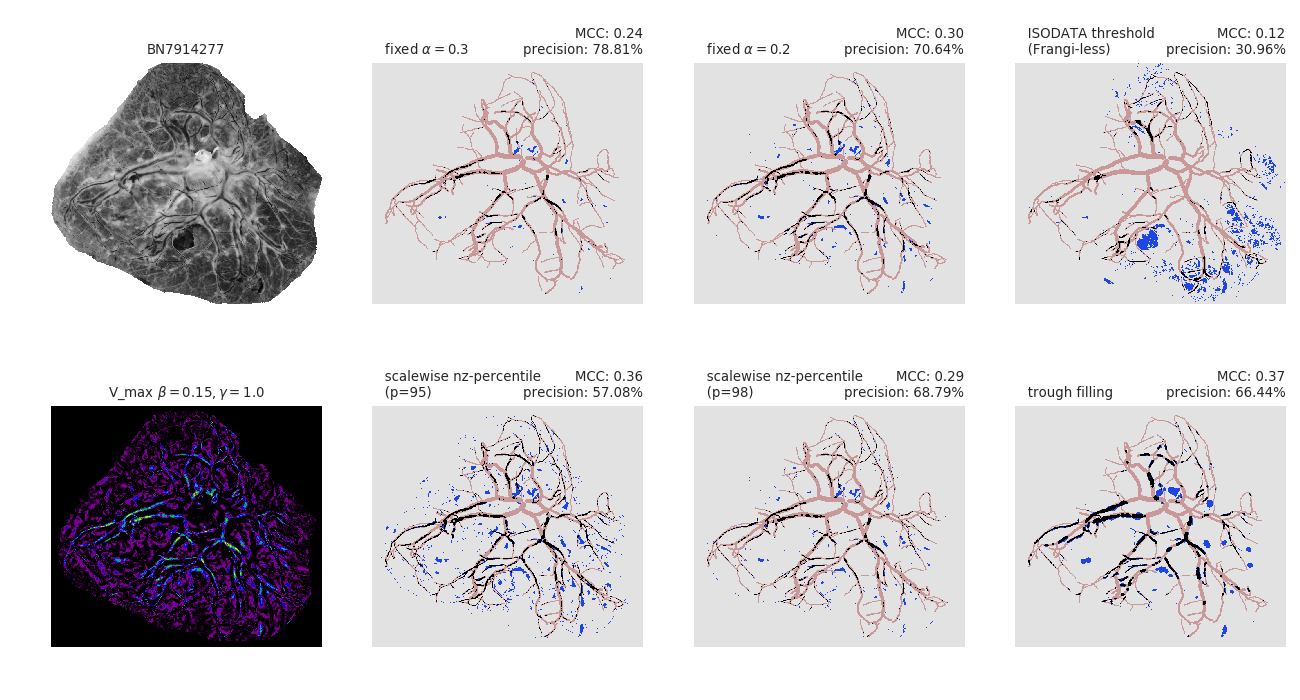 BN7914277
fixed α = 0.3
MCC: 0.24
precision: 78.81%
fixed α = 0.2
MCC: 0.30
precision: 70.64%
ISODATA threshold
(Frangi-less)
MCC: 0.12
precision: 30.96%
V_max β = 0.15, γ = 1.0
scalewise nz-percentile
(p=95)
MCC: 0.36
precision: 57.08%
scalewise nz-percentile
(p=98)
MCC: 0.29
precision: 68.79%
trough filling
MCC: 0.37
precision: 66.44%